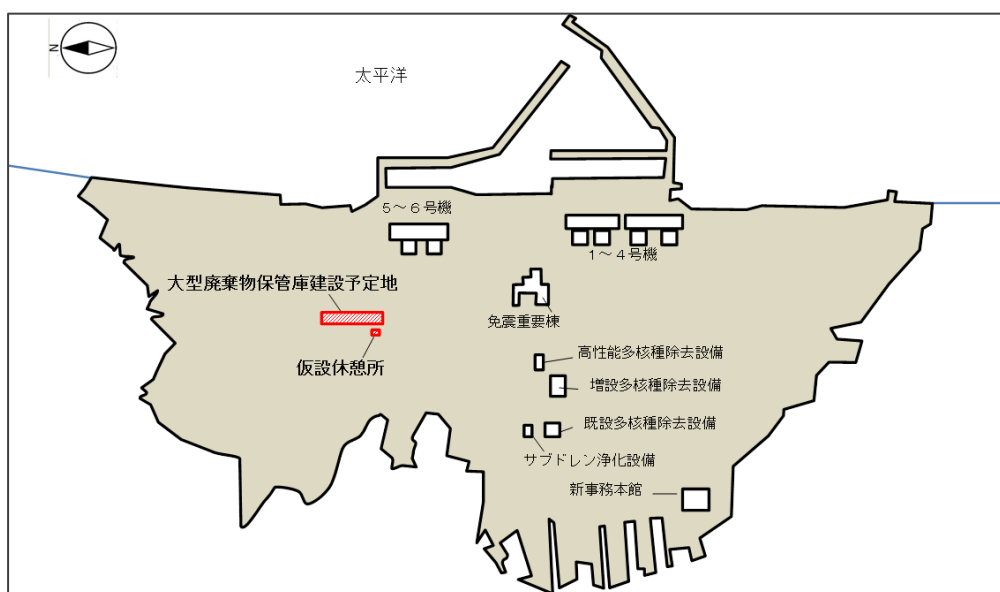 N
太平洋
５～６号機
１～４号機
大型廃棄物保管庫建設予定地
免震重要棟
仮設休憩所
高性能多核種除去設備
増設多核種除去設備
既設多核種除去設備
サブドレン浄化設備
新事務本館